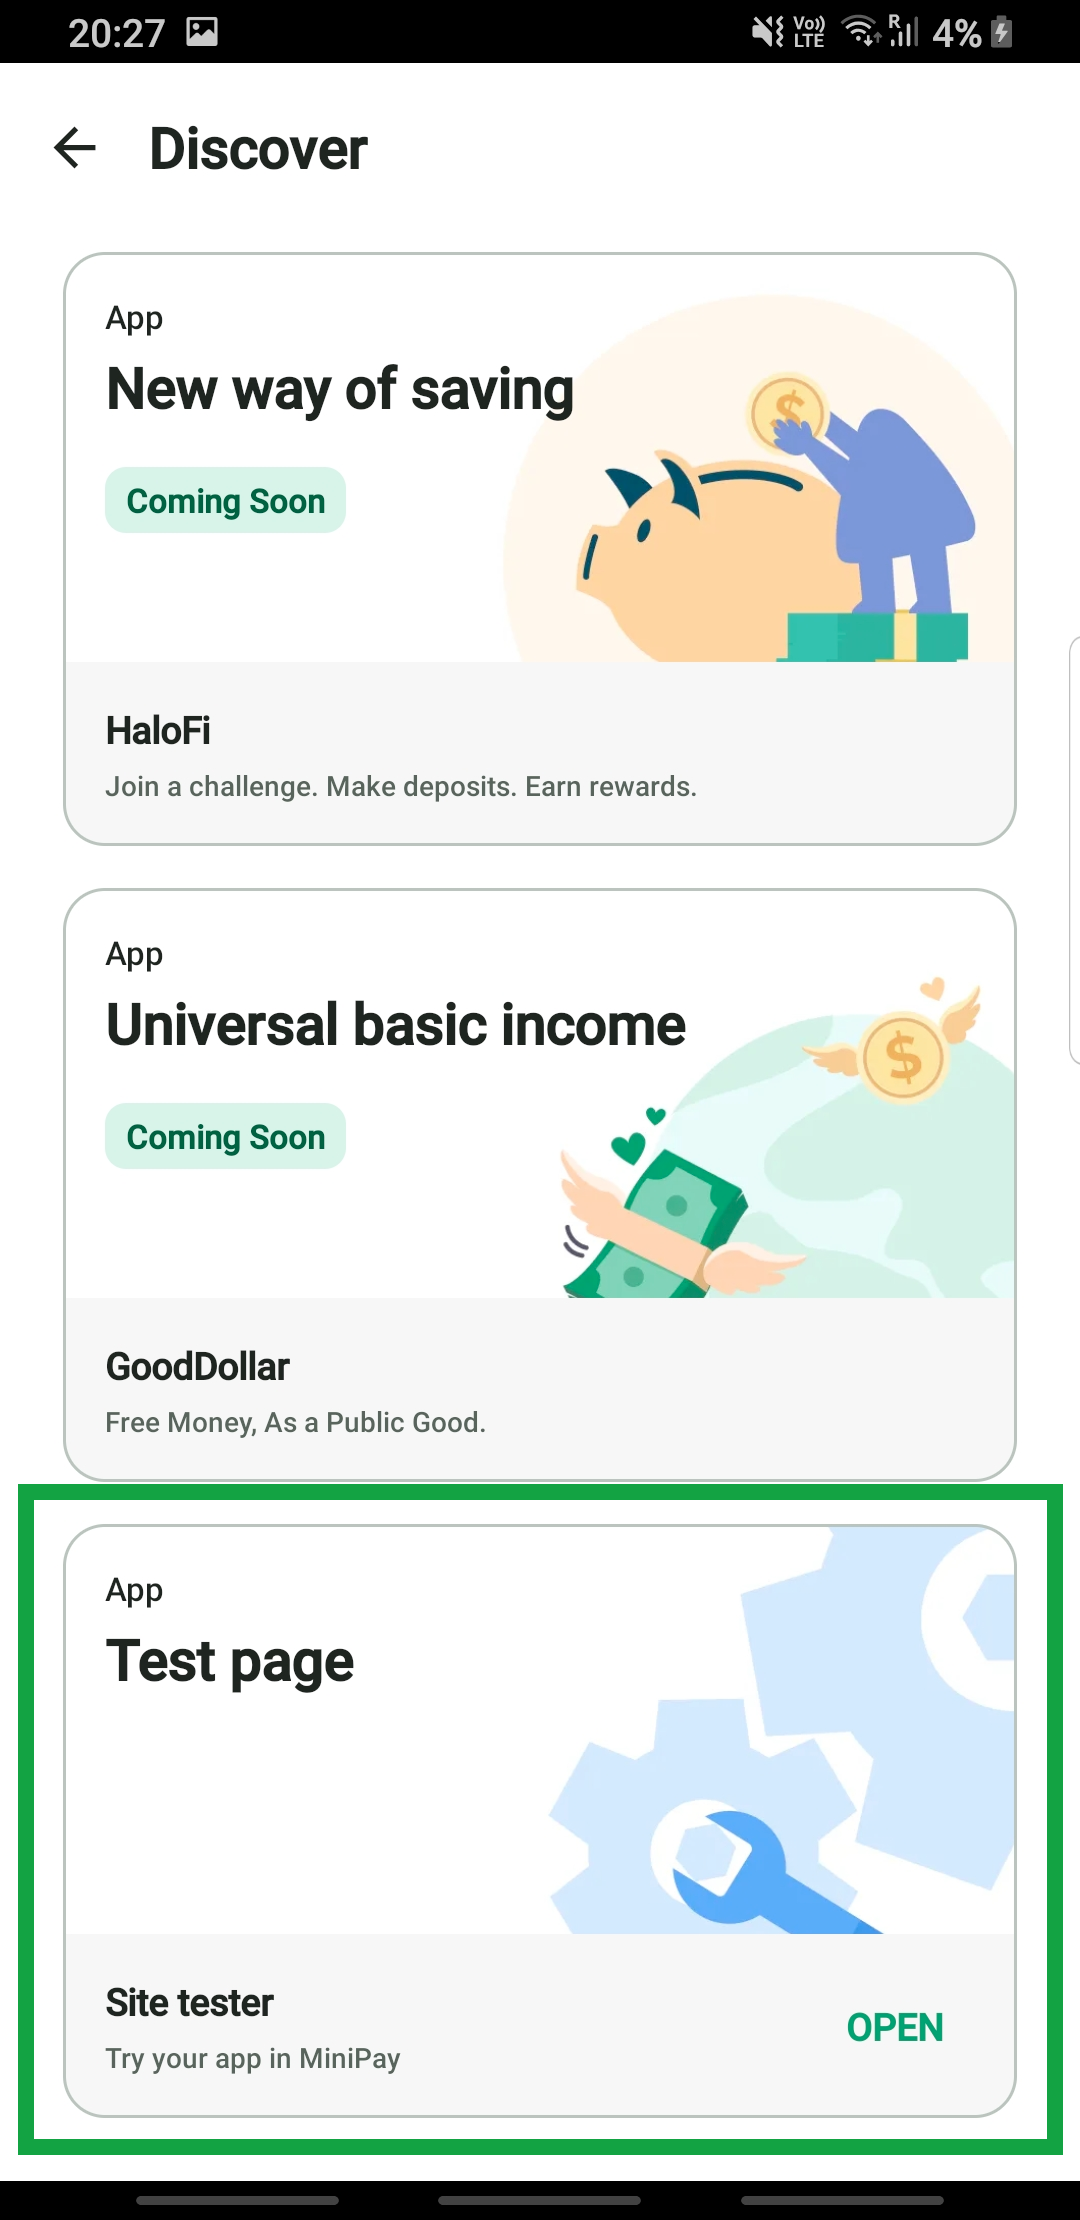 20:27
Vo))
LTE
R
4%
Discover
App
New way of saving
Coming Soon
HaloFi
Join a challenge. Make deposits. Earn rewards.
App
Universal basic income
Coming Soon
GoodDollar
Free Money, As a Public Good.
App
Test page
Site tester
OPEN
Try your app in MiniPay